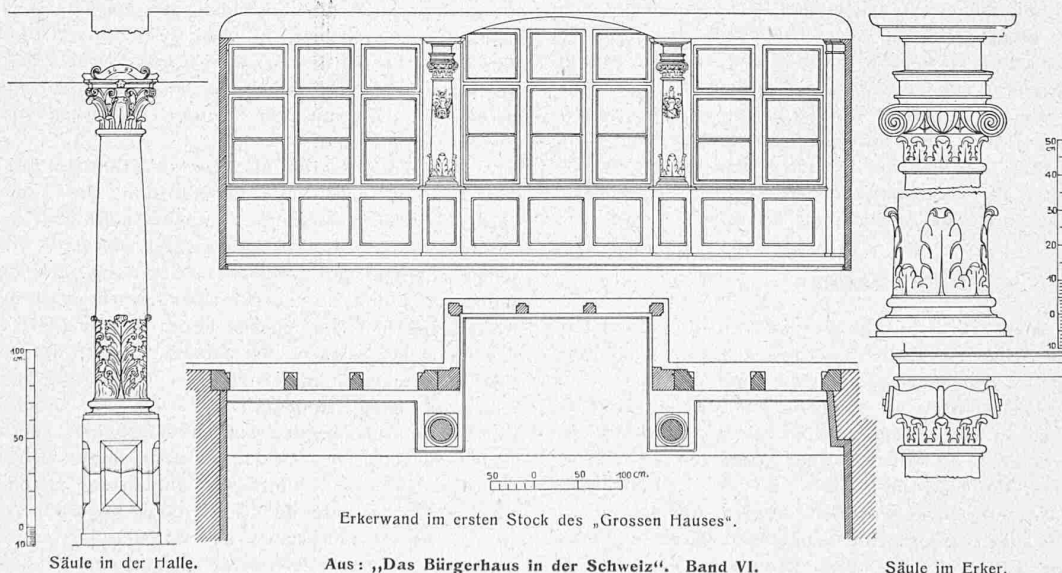 100
cm
50
0
10
50
40
30
20
10
0
10
50 0 50 100 cm.
Erkerwand im ersten Stock des „Grossen Hauses“.
Säule in der Halle.
Aus: „Das Bürgerhaus in der Schweiz“. Band VI.
Säule im Erker.